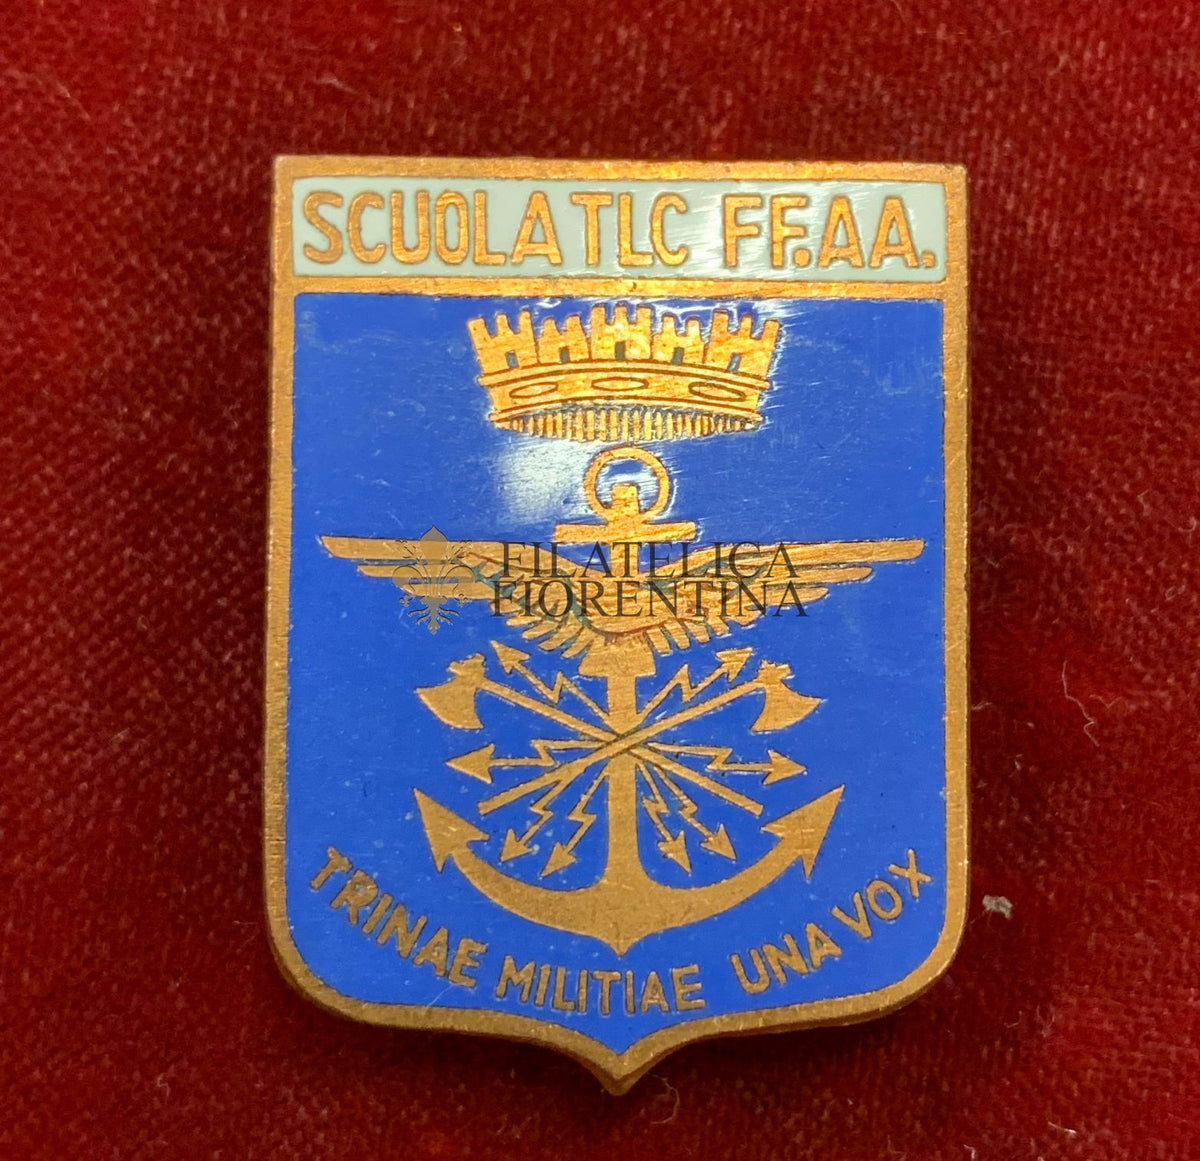 SCUOLA TLC FF.AA.
FILATELICA
FIORENTINA
TRINAE MILITIAE UNA VOX